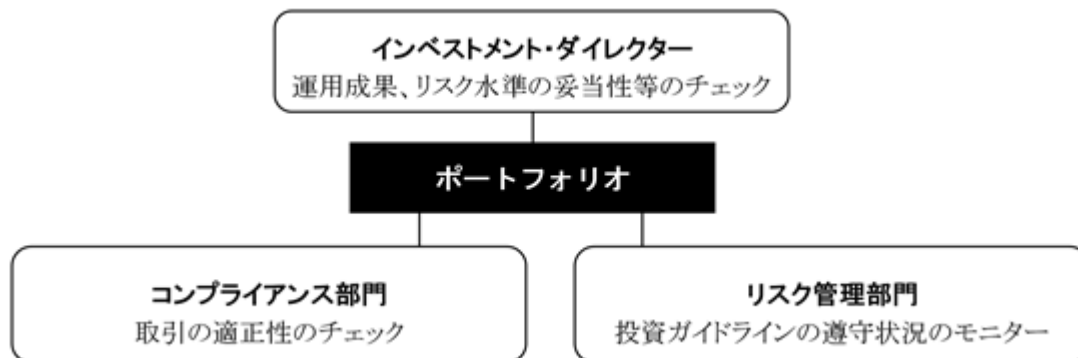 インベストメント・ダイレクター
運用成果、リスク水準の妥当性等のチェック
ポートフォリオ
コンプライアンス部門
取引の適正性のチェック
リスク管理部門
投資ガイドラインの遵守状況のモニター